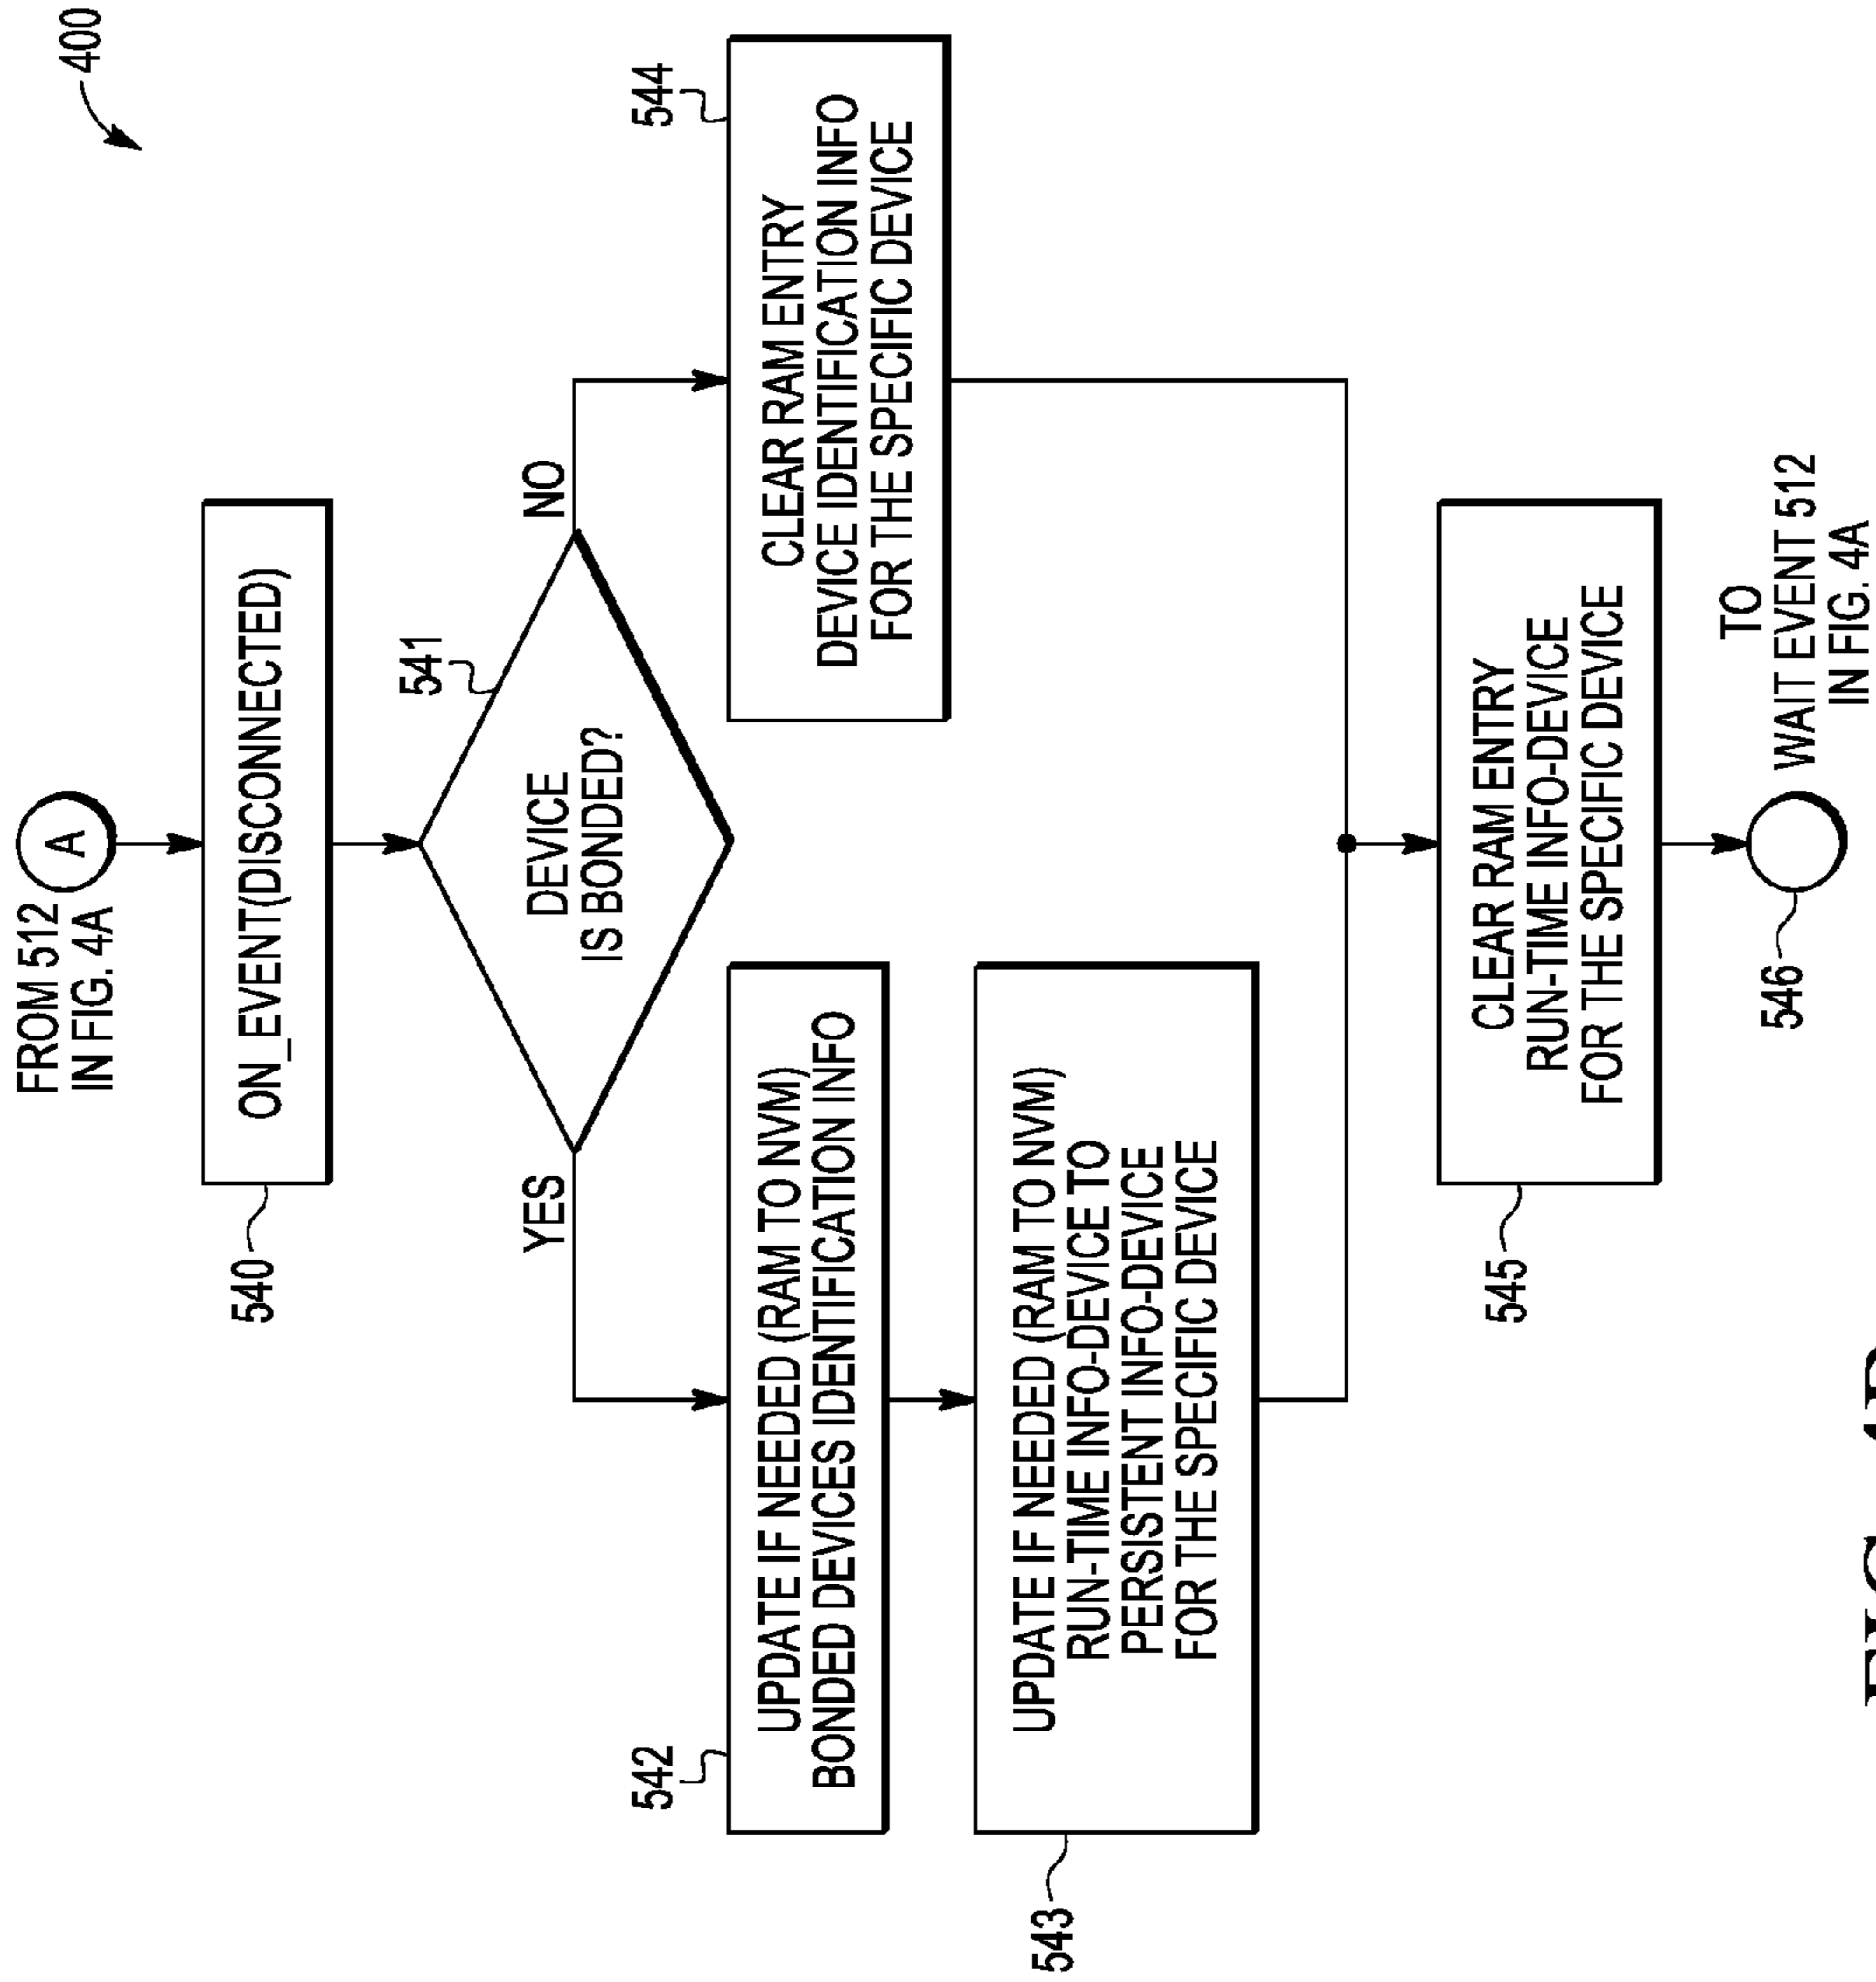 400
FROM 512
IN FIG. 4A
A
540
ON_EVENT(DISCONNECTED)
541
DEVICE
IS BONDED?
YES
NO
542
UPDATE IF NEEDED (RAM TO NVM)
BONDED DEVICES IDENTIFICATION INFO
544
CLEAR RAM ENTRY
DEVICE IDENTIFICATION INFO
FOR THE SPECIFIC DEVICE
543
UPDATE IF NEEDED (RAM TO NVM)
RUN-TIME INFO-DEVICE TO
PERSISTENT INFO-DEVICE
FOR THE SPECIFIC DEVICE
545
CLEAR RAM ENTRY
RUN-TIME INFO-DEVICE
FOR THE SPECIFIC DEVICE
546
TO
WAIT EVENT 512
IN FIG. 4A